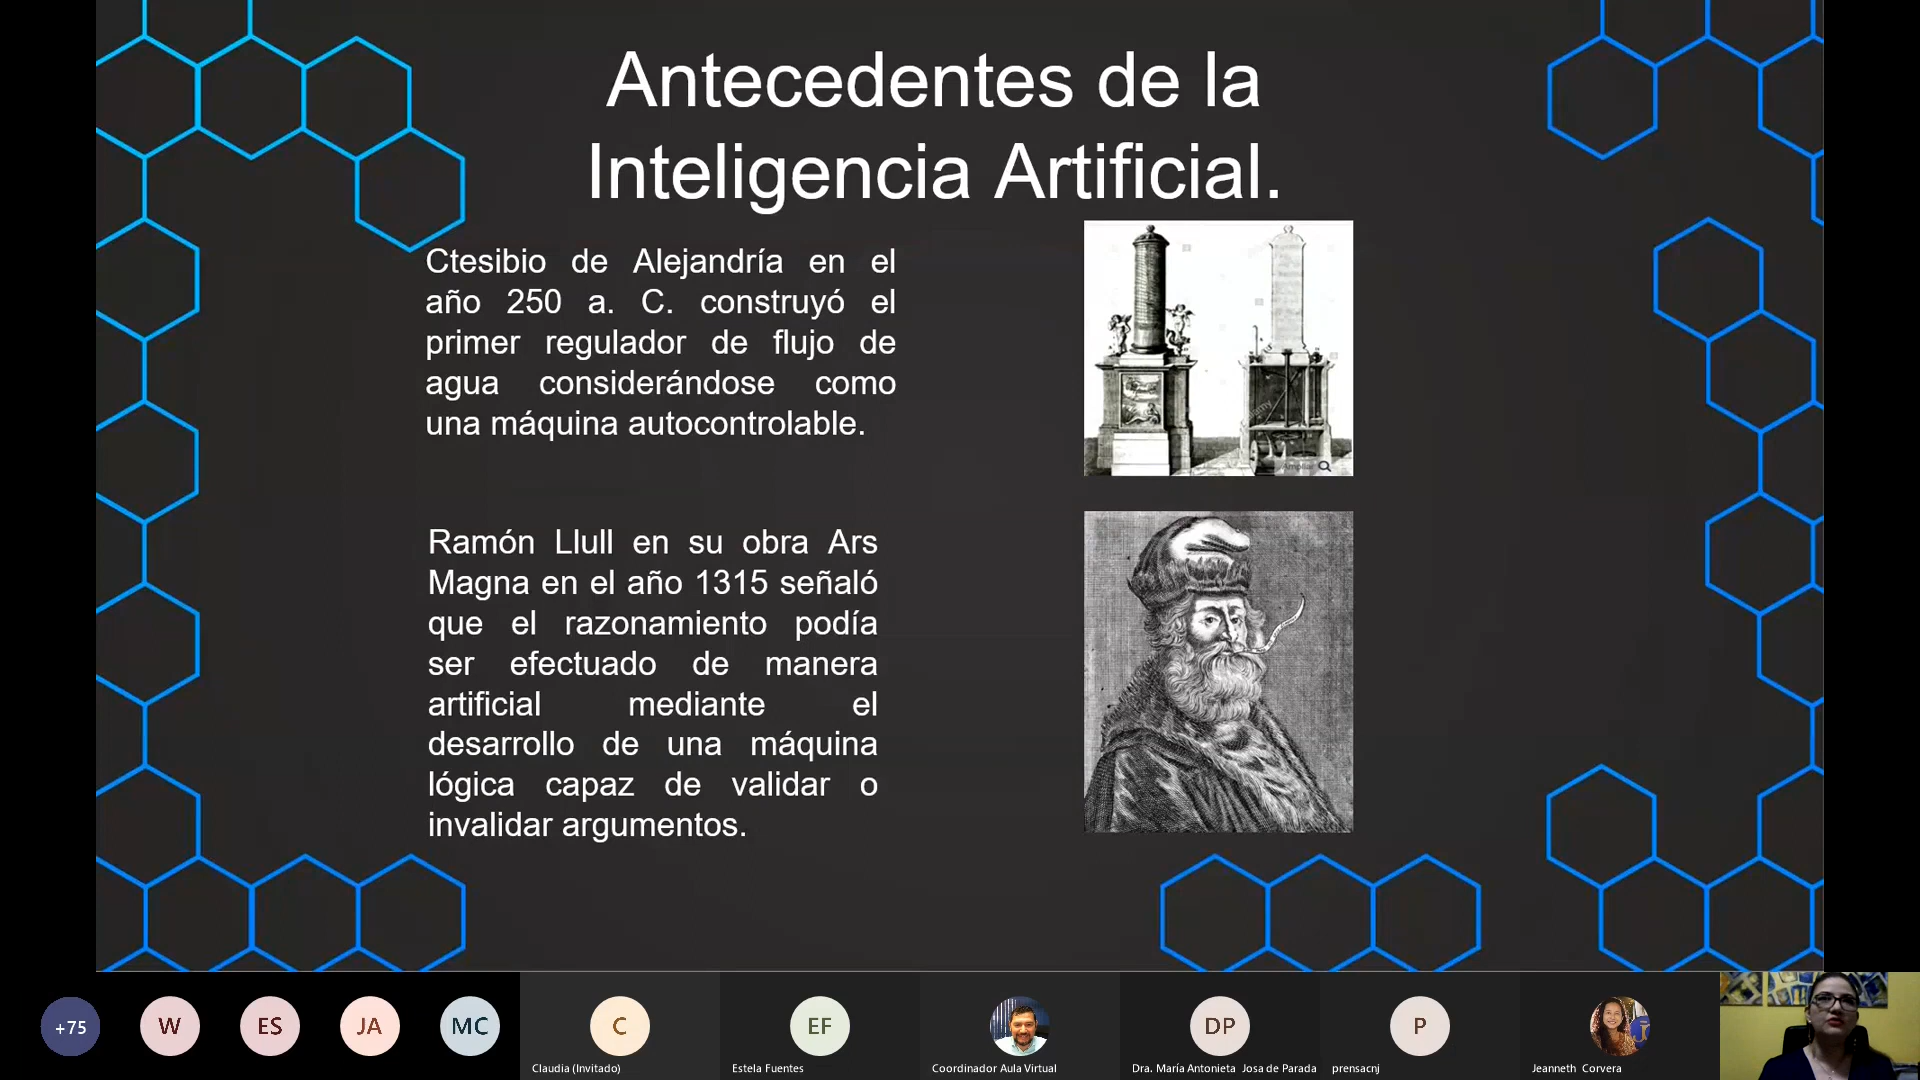 Antecedentes de la
Inteligencia Artificial.
Ctesibio de Alejandría en el
año 250 a. C. construyó el
primer regulador de flujo de
agua considerándose como
una máquina autocontrolable.
Ampliar
Ramón Llull en su obra Ars
Magna en el año 1315 señaló
que el razonamiento podía
ser efectuado de manera
artificial mediante el
desarrollo de una máquina
lógica capaz de validar o
invalidar argumentos.
+75
W
ES
JA
MC
C
EF
DP
P
Claudia (Invitado)
Estela Fuentes
Coordinador Aula Virtual
Dra. María Antonieta Josa de Parada
prensacnj
Jeanneth Corvera